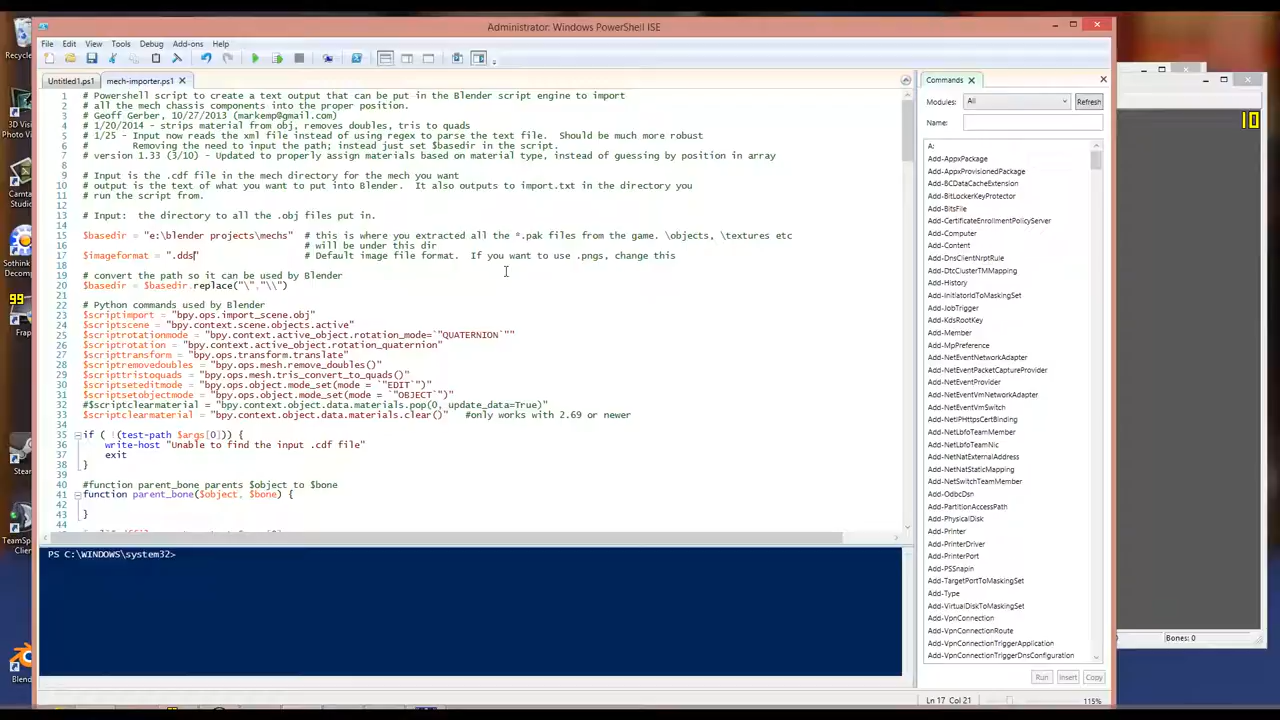 Administrator: Windows PowerShell ISE
File Edit View Tools Debug Add-ons Help
Untitled1.ps1 mech-importer.ps1
1 # Powershell script to create a text output that can be put in the Blender script engine to import
2 # all the mech chassis components into the proper position.
3 # Geoff Gerber, 10/27/2013 (markemp@gmail.com)
4 # 1/20/2014 - strips material from obj, removes doubles, tris to quads
5 # 1/25 - Input now reads the xml file instead of using regex to parse the text file.  Should be much more robust
6 #        Removing the need to input the path; instead just set $basedir in the script.
7 # version 1.33 (3/10) - Updated to properly assign materials based on material type, instead of guessing by position in array
8
9 # Input is the .cdf file in the mech directory for the mech you want
10 # output is the text of what you want to put into Blender.  It also outputs to import.txt in the directory you
11 # run the script from.
12
13 # Input:  the directory to all the .obj files put in.
14
15 $basedir = "e:\blender projects\mechs"  # this is where you extracted all the *.pak files from the game. \objects, \textures etc
16 # will be under this dir
17 $imageformat = ".dds"  # Default image file format.  If you want to use .pngs, change this
18
19 # convert the path so it can be used by Blender
20 $basedir = $basedir.replace("\","\\")
21
22 # Python commands used by Blender
23 $scriptimport = "bpy.ops.import_scene.obj"
24 $scriptscene = "bpy.context.scene.objects.active"
25 $scriptrotationmode = "bpy.context.active_object.rotation_mode=`"QUATERNION`""
26 $scriptrotation = "bpy.context.active_object.rotation_quaternion"
27 $scripttransform = "bpy.ops.transform.translate"
28 $scriptremovedoubles = "bpy.ops.mesh.remove_doubles()"
29 $scripttristoquads = "bpy.ops.mesh.tris_convert_to_quads()"
30 $scriptseteditmode = "bpy.ops.object.mode_set(mode = `"EDIT`")"
31 $scriptsetobjectmode = "bpy.ops.object.mode_set(mode = `"OBJECT`")"
32 #$scriptclearmaterial = "bpy.context.object.data.materials.pop(0, update_data=True)"
33 $scriptclearmaterial = "bpy.context.object.data.materials.clear()"   #only works with 2.69 or newer
34
35 if ( !(test-path $args[0])) {
36 write-host "Unable to find the input .cdf file"
37 exit
38 }
39
40 #function parent_bone parents $object to $bone
41 function parent_bone($object, $bone) {
42
43 }
44
PS C:\WINDOWS\system32>
Commands
Modules: All Refresh
Name:
A:
Add-AppxPackage
Add-AppxProvisionedPackage
Add-BCDataCacheExtension
Add-BitLockerKeyProtector
Add-BitsFile
Add-CertificateEnrollmentPolicyServer
Add-Computer
Add-Content
Add-DnsClientNrptRule
Add-DtcClusterTMMapping
Add-History
Add-InitiatorIdToMaskingSet
Add-JobTrigger
Add-KdsRootKey
Add-Member
Add-MpPreference
Add-NetEventNetworkAdapter
Add-NetEventPacketCaptureProvider
Add-NetEventProvider
Add-NetEventVmNetworkAdapter
Add-NetEventVmSwitch
Add-NetIPHttpsCertBinding
Add-NetLbfoTeamMember
Add-NetLbfoTeamNic
Add-NetNatExternalAddress
Add-NetNatStaticMapping
Add-NetSwitchTeamMember
Add-OdbcDsn
Add-PartitionAccessPath
Add-PhysicalDisk
Add-Printer
Add-PrinterDriver
Add-PrinterPort
Add-PSSnapin
Add-TargetPortToMaskingSet
Add-Type
Add-VirtualDiskToMaskingSet
Add-VpnConnection
Add-VpnConnectionRoute
Add-VpnConnectionTriggerApplication
Add-VpnConnectionTriggerDnsConfiguration
Run Insert Copy
Ln 17 Col 21 115%
10
Bones: 0
99